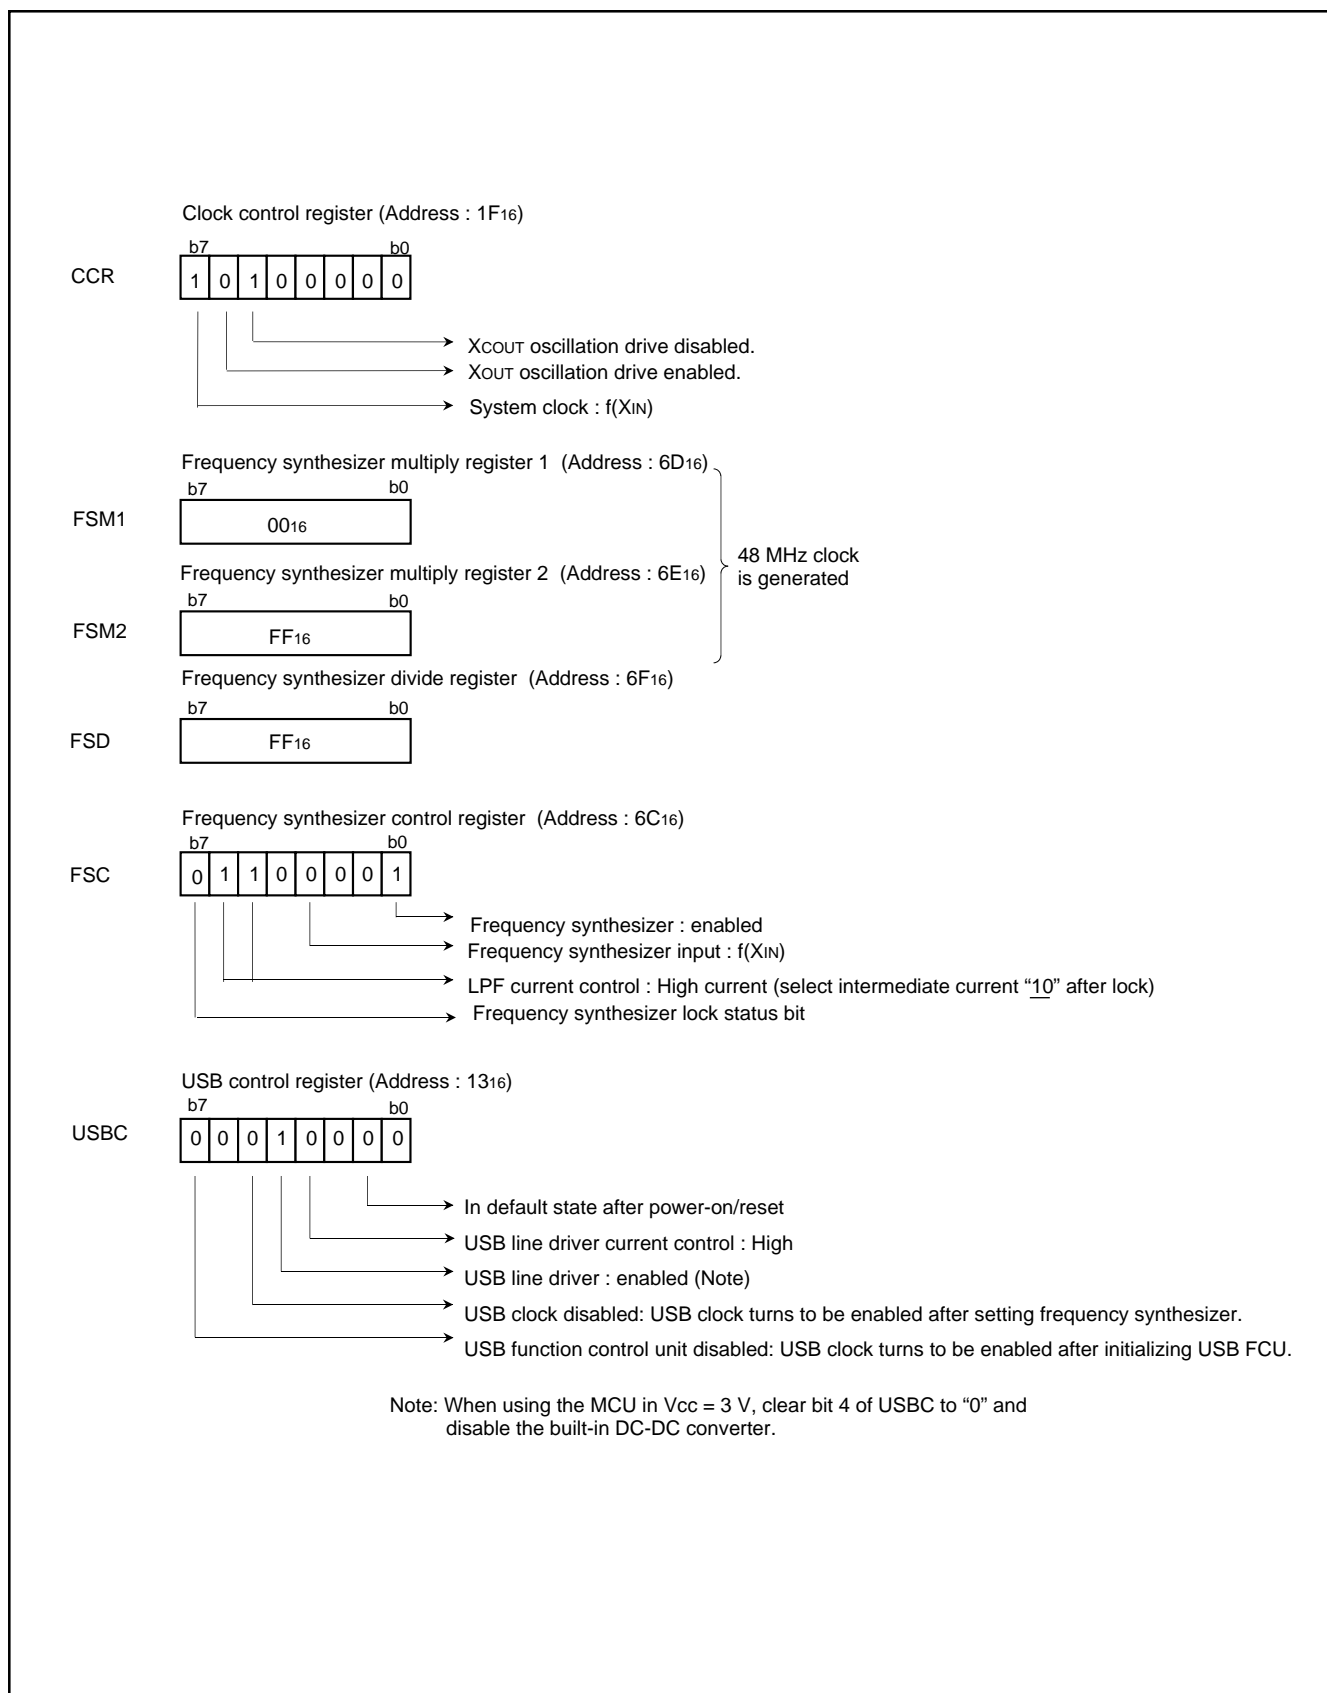 Clock control register (Address : 1F16)
b7 b0
CCR 1 0 1 0 0 0 0 0
XCOUT oscillation drive disabled.
XOUT oscillation drive enabled.
System clock : f(XIN)
Frequency synthesizer multiply register 1 (Address : 6D16)
b7 b0
FSM1 0016
48 MHz clock
is generated
Frequency synthesizer multiply register 2 (Address : 6E16)
b7 b0
FSM2 FF16
Frequency synthesizer divide register (Address : 6F16)
b7 b0
FSD FF16
Frequency synthesizer control register (Address : 6C16)
b7 b0
FSC 0 1 1 0 0 0 0 1
Frequency synthesizer : enabled
Frequency synthesizer input : f(XIN)
LPF current control : High current (select intermediate current “10” after lock)
Frequency synthesizer lock status bit
USB control register (Address : 1316)
b7 b0
USBC 0 0 0 1 0 0 0 0
In default state after power-on/reset
USB line driver current control : High
USB line driver : enabled (Note)
USB clock disabled: USB clock turns to be enabled after setting frequency synthesizer.
USB function control unit disabled: USB clock turns to be enabled after initializing USB FCU.
Note: When using the MCU in Vcc = 3 V, clear bit 4 of USBC to “0” and
disable the built-in DC-DC converter.